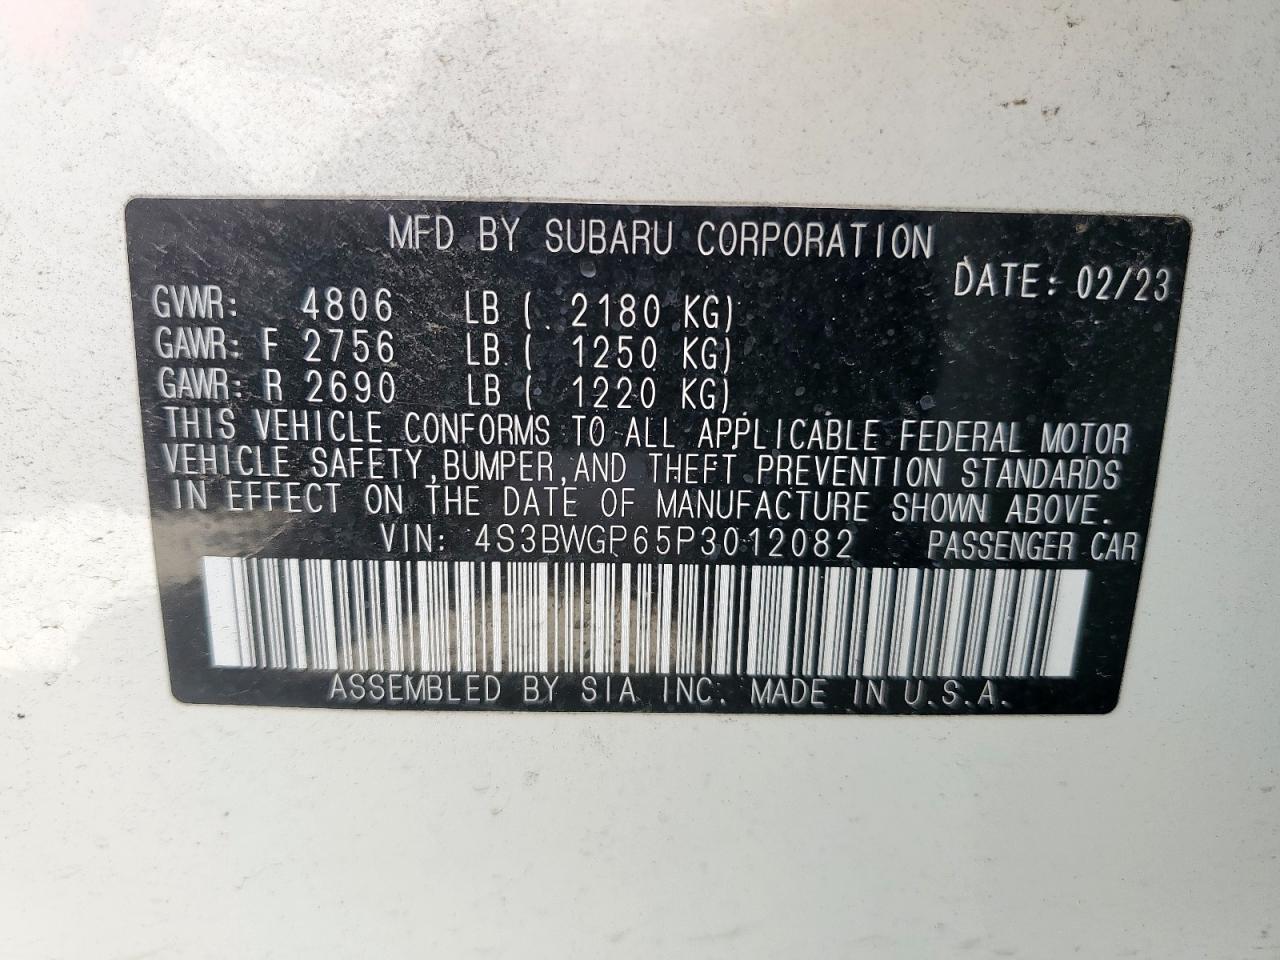 MFD BY SUBARU CORPORATION
DATE: 02/23
GVWR: 4806 LB ( 2180 KG)
GAWR: F 2756 LB ( 1250 KG)
GAWR: R 2690 LB ( 1220 KG)
THIS VEHICLE CONFORMS TO ALL APPLICABLE FEDERAL MOTOR
VEHICLE SAFETY,BUMPER,AND THEFT PREVENTION STANDARDS
IN EFFECT ON THE DATE OF MANUFACTURE SHOWN ABOVE.
VIN: 4S3BWGP65P3012082 PASSENGER CAR
ASSEMBLED BY SIA INC. MADE IN U.S.A.